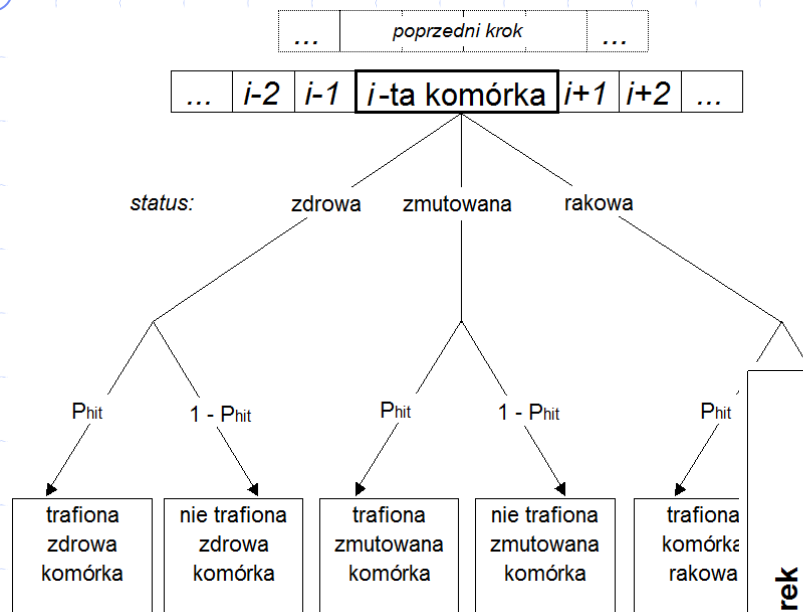 ... poprzedni krok ...
... i-2 i-1 i-ta komórka i+1 i+2 ...
status: zdrowa zmutowana rakowa
Phit 1 - Phit Phit 1 - Phit Phit
trafiona
zdrowa
komórka
nie trafiona
zdrowa
komórka
trafiona
zmutowana
komórka
nie trafiona
zmutowana
komórka
trafiona
komórka
rakowa
rek